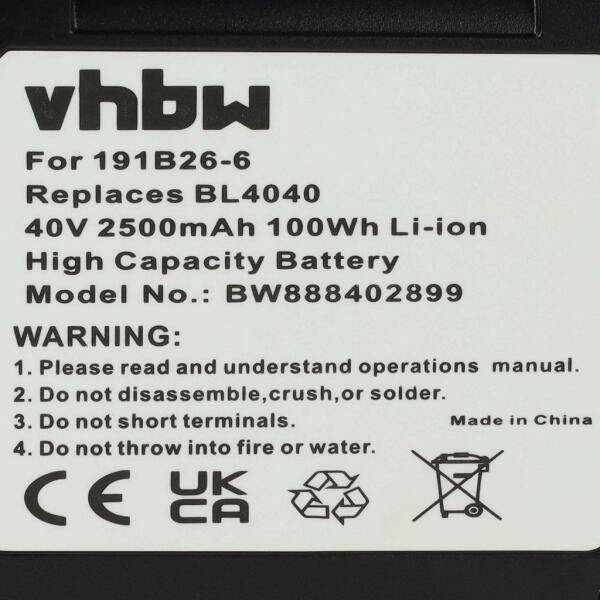 vhbw
For 191B26-6
Replaces BL4040
40V 2500mAh 100Wh Li-ion
High Capacity Battery
Model No.: BW888402899
WARNING:
1. Please read and understand operations manual.
2. Do not disassemble,crush,or solder.
3. Do not short terminals.
Made in China
4. Do not throw into fire or water.
CE UK
CA